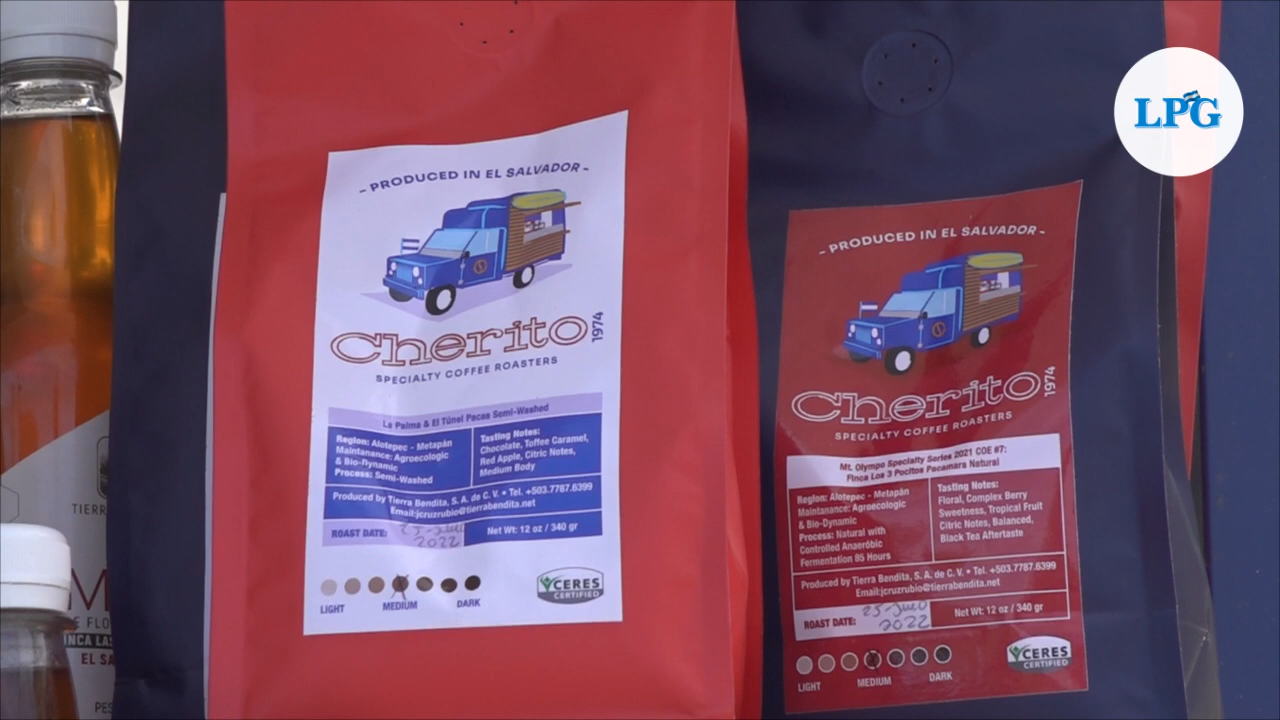 LPG
- PRODUCED IN EL SALVADOR -
Cherito
1974
SPECIALTY COFFEE ROASTERS
La Palma & El Túnel Pacas Semi-Washed
Region: Alotepec - Metapán
Maintanance: Agroecologic
& Bio-Dynamic
Process: Semi-Washed
Tasting Notes:
Chocolate, Toffee Caramel,
Red Apple, Citric Notes,
Medium Body
Produced by Tierra Bendita, S. A. de C. V. • Tel. +503.7787.6399
Email:jcruzrubio@tierrabendita.net
ROAST DATE:
2022
Net Wt: 12 oz / 340 gr
LIGHT MEDIUM DARK
CERES
CERTIFIED
- PRODUCED IN EL SALVADOR -
Cherito
1974
SPECIALTY COFFEE ROASTERS
Mt. Olympo Specialty Series 2021 COE #7:
Finca Los 3 Pocitos Pacamara Natural
Region: Alotepec - Metapán
Maintanance: Agroecologic
& Bio-Dynamic
Process: Natural with
Controlled Anaeróbic
Fermentation 85 Hours
Tasting Notes:
Floral, Complex Berry
Sweetness, Tropical Fruit
Citric Notes, Balanced,
Black Tea Aftertaste
Produced by Tierra Bendita, S. A. de C. V. • Tel. +503.7787.6399
Email:jcruzrubio@tierrabendita.net
ROAST DATE: 25-Julio
2022
Net Wt: 12 oz / 340 gr
LIGHT MEDIUM DARK
CERES
CERTIFIED
TIERR
M
E FLO
INCA LAS
EL SA
PES